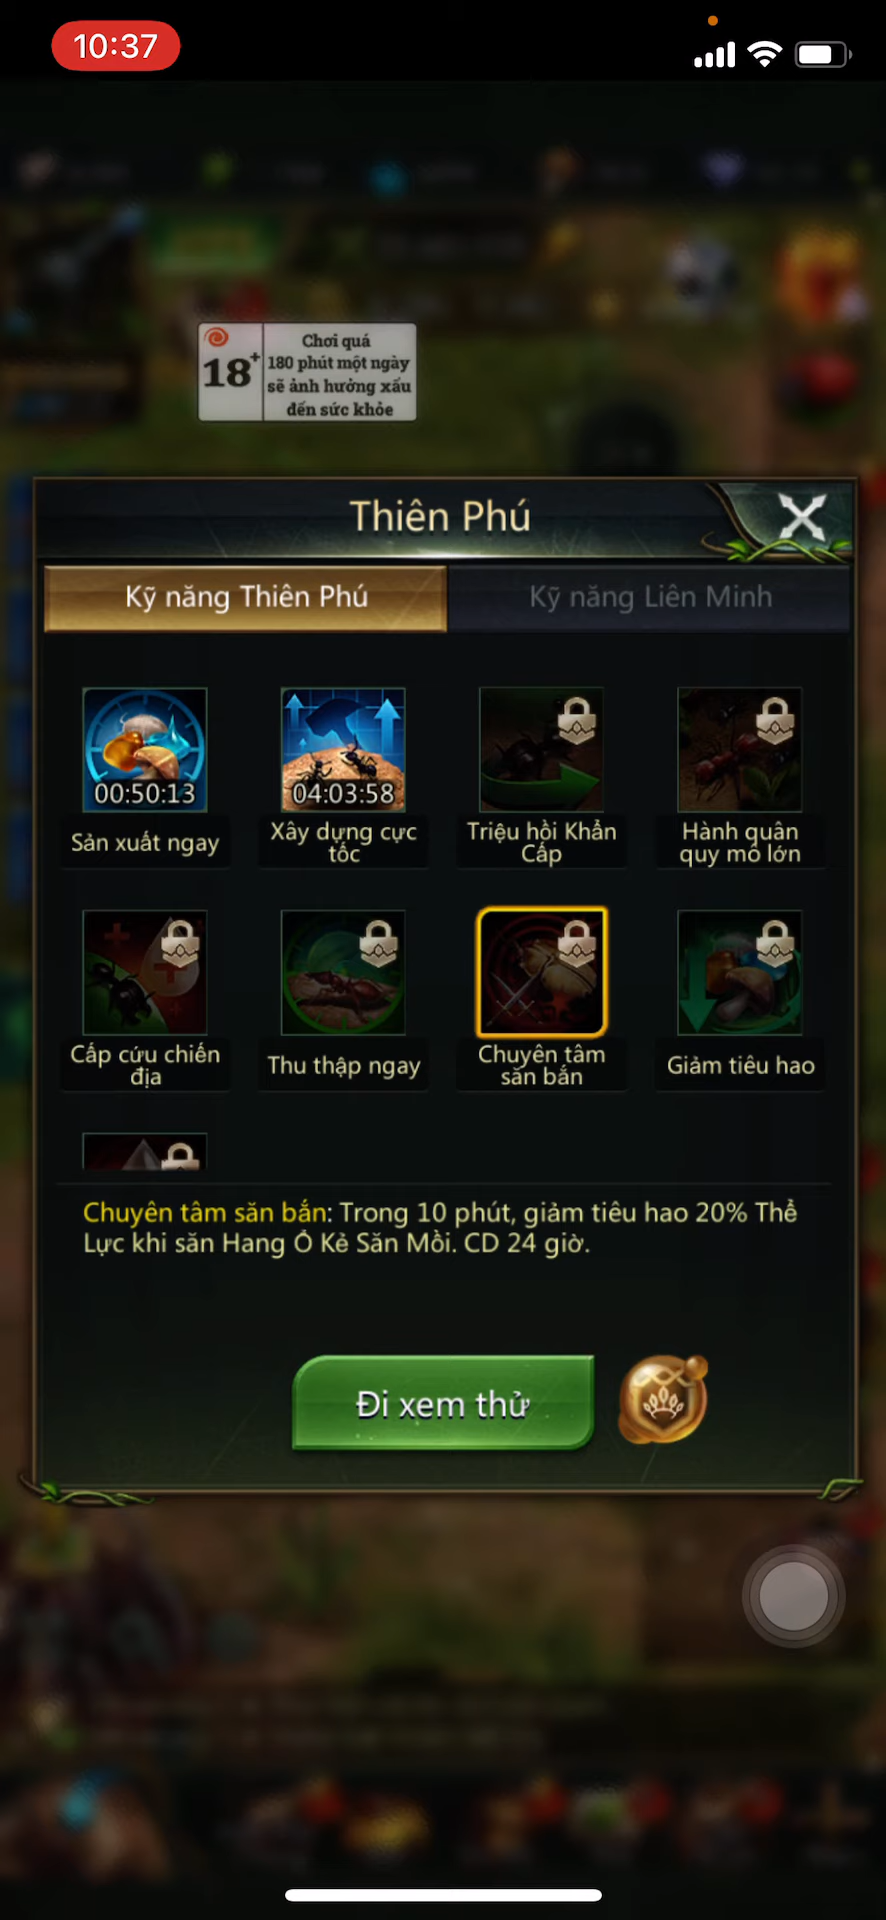 10:37
18+
Chơi quá
180 phút một ngày
sẽ ảnh hưởng xấu
đến sức khỏe
Thiên Phú
Kỹ năng Thiên Phú
Kỹ năng Liên Minh
00:50:13
04:03:58
Sản xuất ngay
Xây dựng cực
tốc
Triệu hồi Khẩn
Cấp
Hành quân
quy mô lớn
Cấp cứu chiến
địa
Thu thập ngay
Chuyên tâm
săn bắn
Giảm tiêu hao
Chuyên tâm săn bắn: Trong 10 phút, giảm tiêu hao 20% Thể
Lực khi săn Hang Ổ Kẻ Săn Mồi. CD 24 giờ.
Đi xem thử